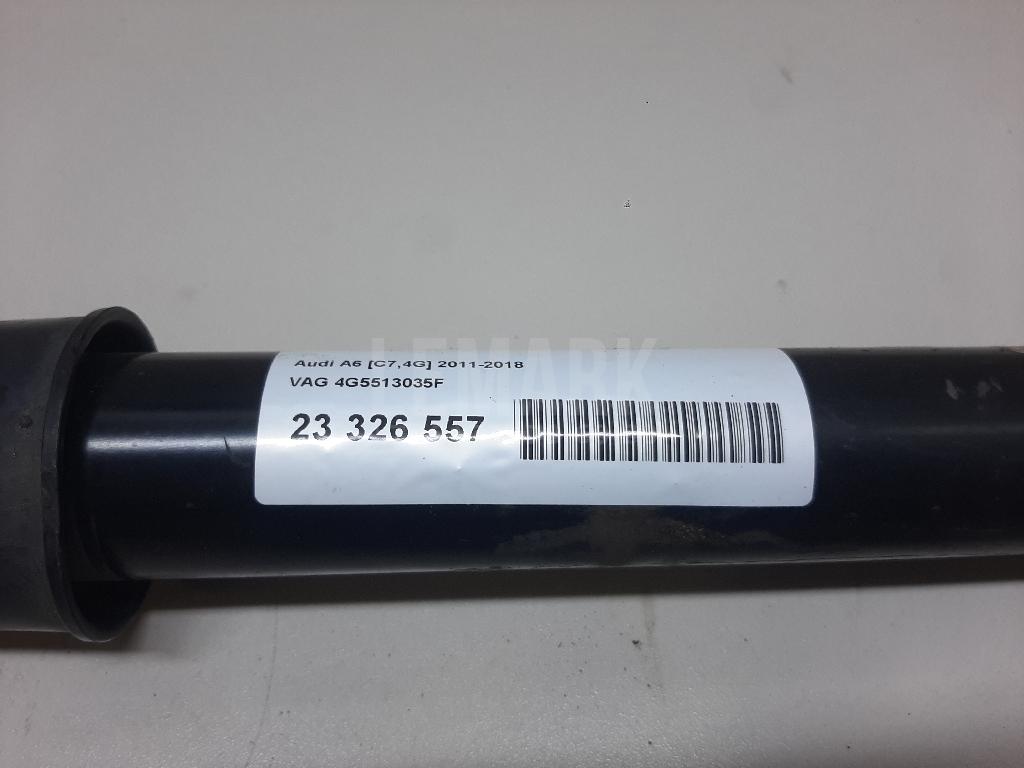 Audi A6 [C7,4G] 2011-2018
VAG 4G5513035F
23 326 557
LEMARK